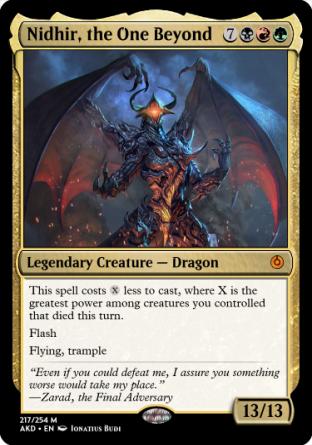 Nidhir, the One Beyond 7
Legendary Creature — Dragon
This spell costs X less to cast, where X is the
greatest power among creatures you controlled
that died this turn.
Flash
Flying, trample
“Even if you could defeat me, I assure you something
worse would take my place.”
—Zarad, the Final Adversary
13/13
217/254 M
AKD • EN Ionatius Budi